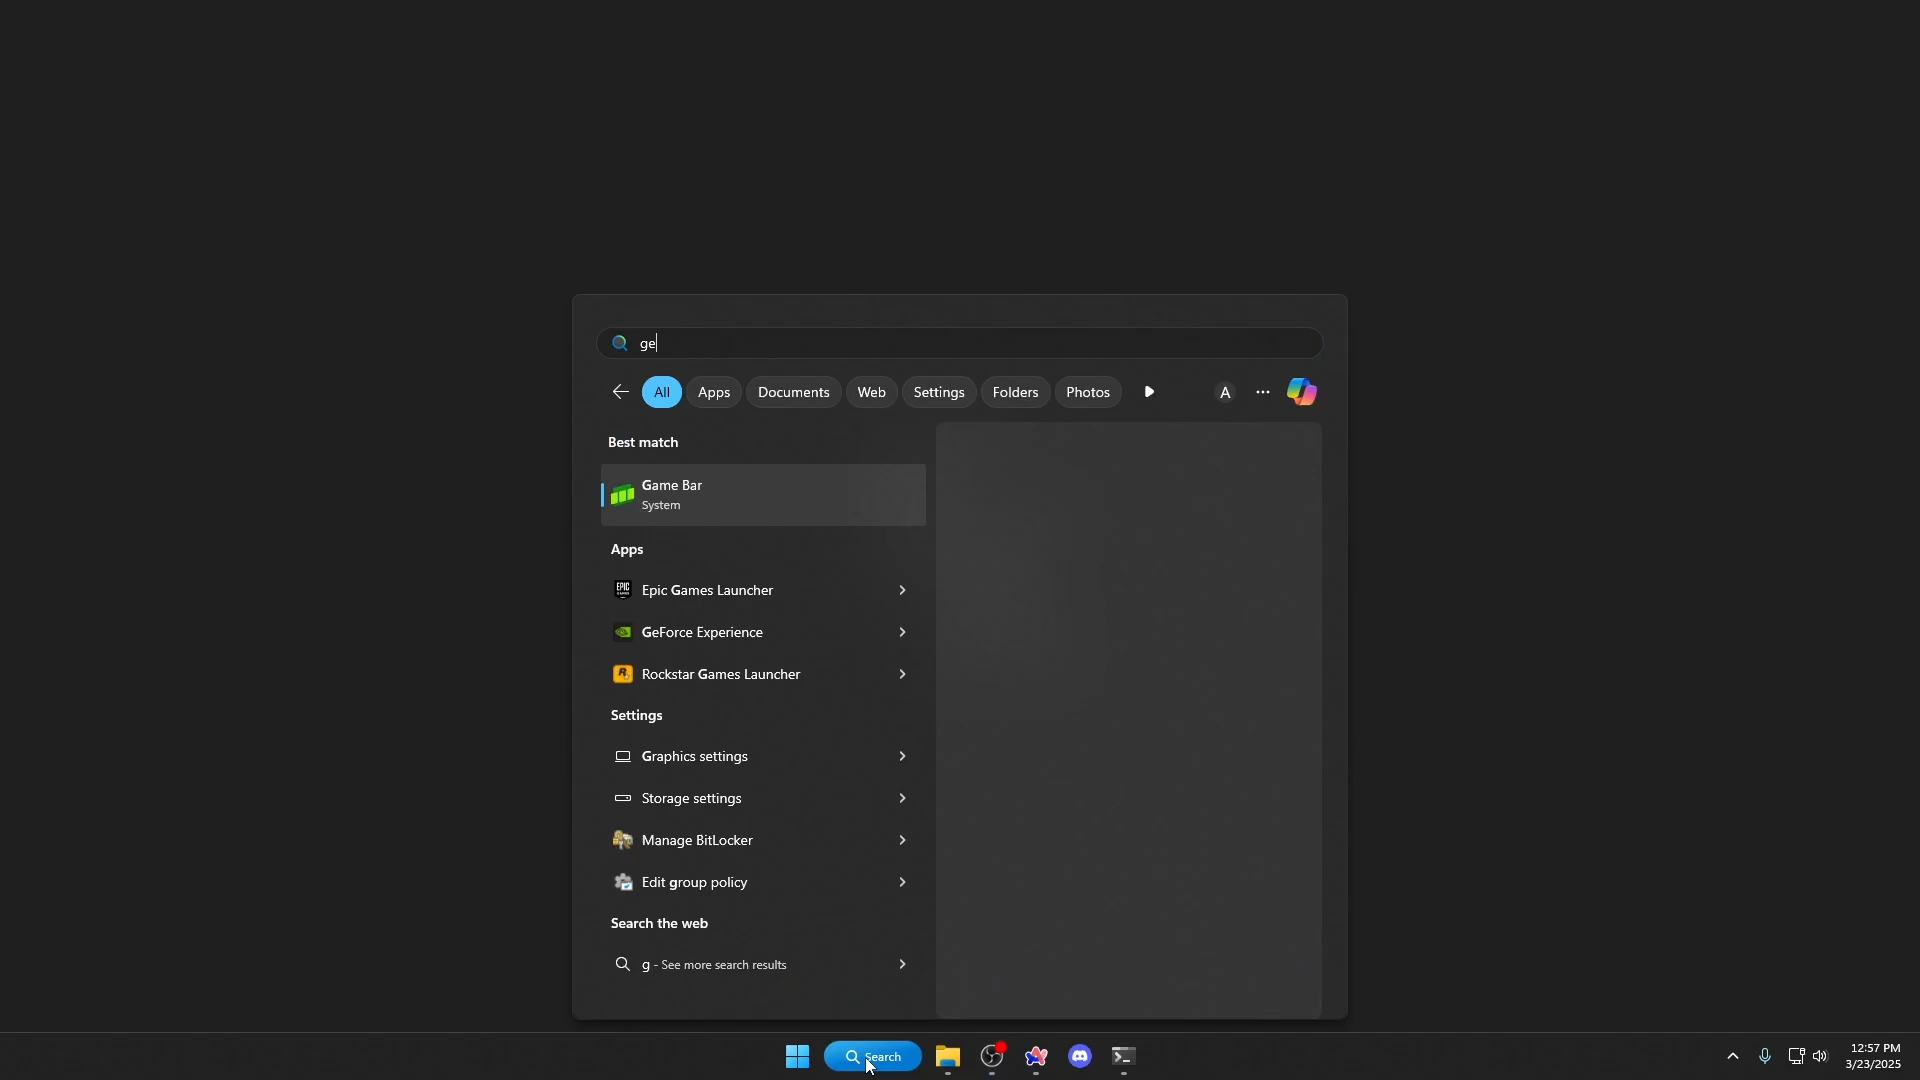 ge
All Apps Documents Web Settings Folders Photos A
Best match
Game Bar
System
Apps
EPIC GAMES Epic Games Launcher
GeForce Experience
R Rockstar Games Launcher
Settings
Graphics settings
Storage settings
Manage BitLocker
Edit group policy
Search the web
g - See more search results
Search
12:57 PM
3/23/2025